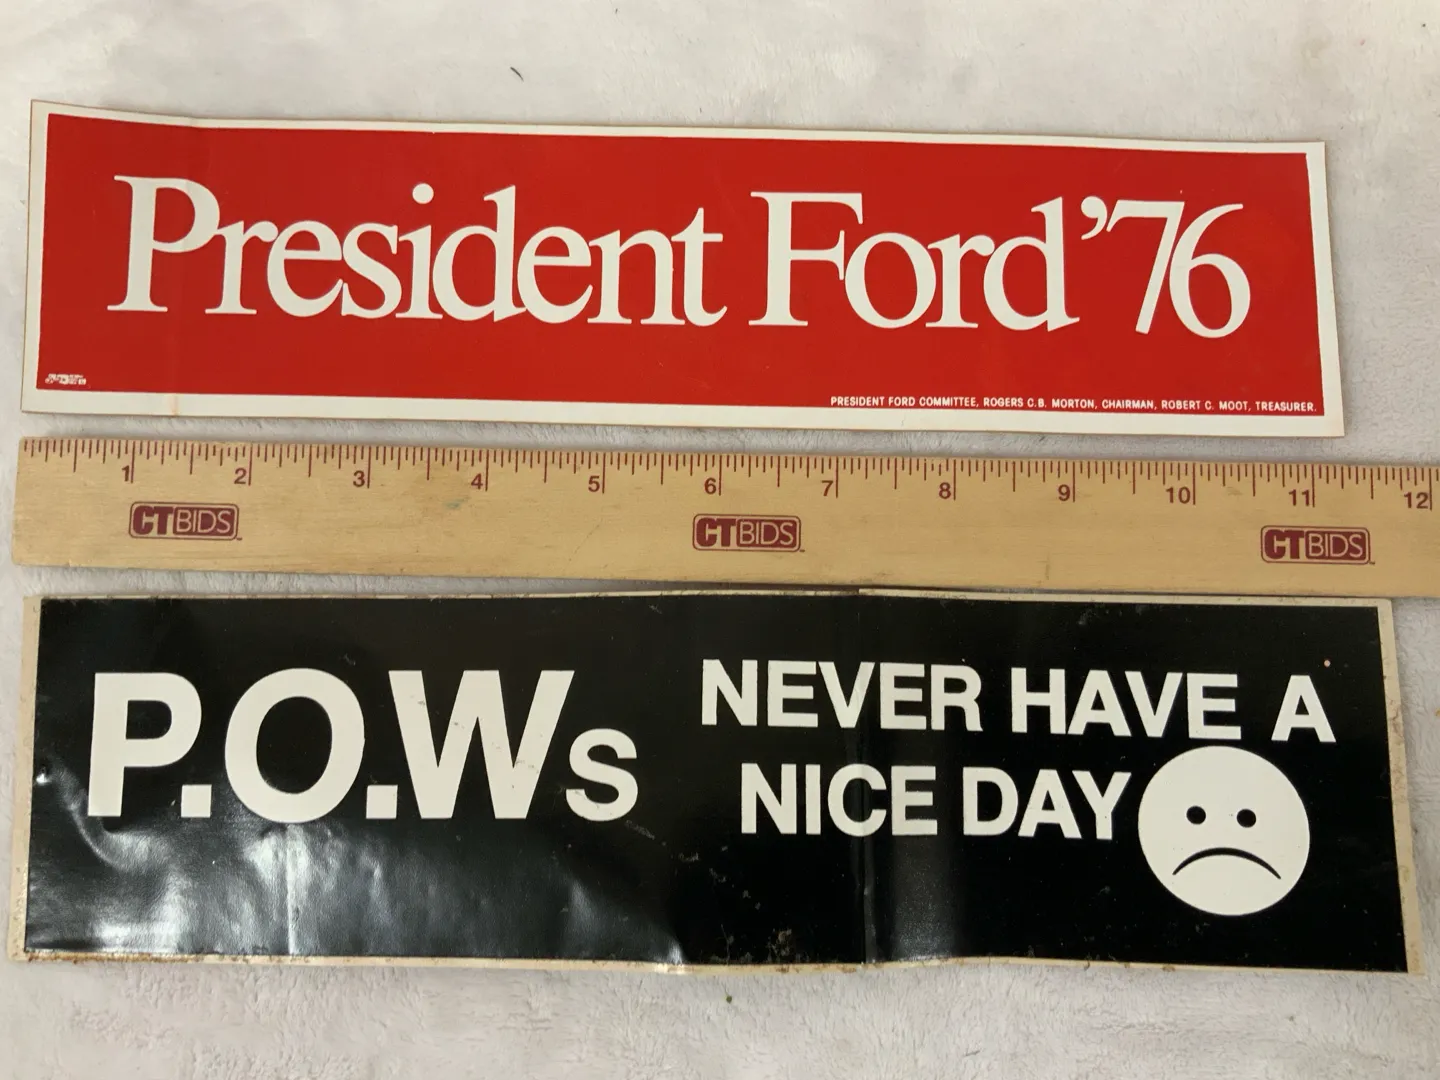 President Ford '76
PRESIDENT FORD COMMITTEE, ROGERS C.B. MORTON, CHAIRMAN, ROBERT C. MOOT, TREASURER.
1 2 3 4 5 6 7 8 9 10 11 12
CTBIDS CTBIDS CTBIDS
P.O.Ws NEVER HAVE A
NICE DAY